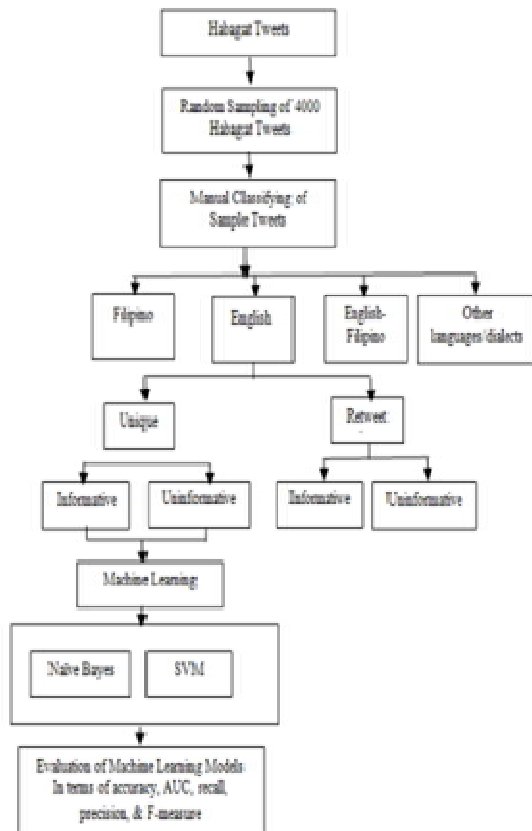 Habagat Tweets
Random Sampling of 4000
Habagat Tweets
Manual Classifying of
Sample Tweets
Filipino
English
English-
Filipino
Other
languages/dialects
Unique
Retweet
Informative
Uninformative
Informative
Uninformative
Machine Learning
Naive Bayes
SVM
Evaluation of Machine Learning Models
In terms of accuracy, AUC, recall,
precision, & F-measure